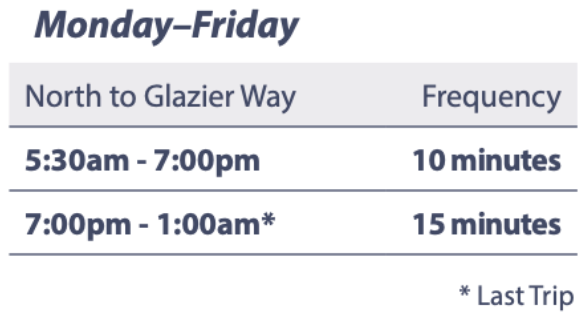 Monday–Friday
North to Glazier Way Frequency
5:30am - 7:00pm 10 minutes
7:00pm - 1:00am* 15 minutes
* Last Trip